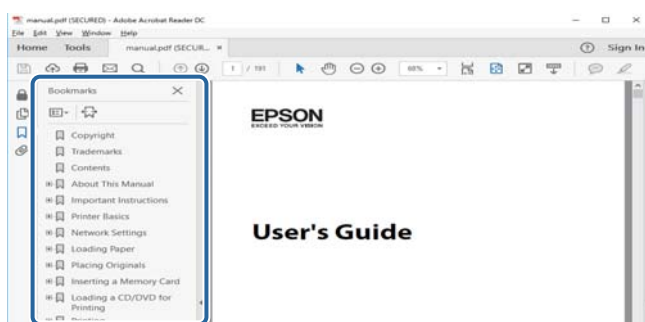 manual.pdf (SECURED) - Adobe Acrobat Reader DC
File Edit View Window Help
Home Tools manual.pdf (SECUR... × ? Sign In
1 / 191 68%
Bookmarks ×
Copyright
Trademarks
Contents
About This Manual
Important Instructions
Printer Basics
Network Settings
Loading Paper
Placing Originals
Inserting a Memory Card
Loading a CD/DVD for
Printing
Printing
EPSON
EXCEED YOUR VISION
User's Guide